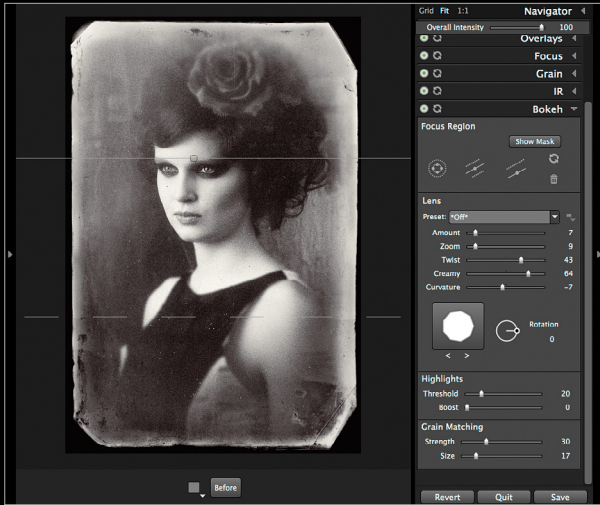 Grid Fit 1:1 Navigator
Overall Intensity 100
Overlays
Focus
Grain
IR
Bokeh
Focus Region
Show Mask
Lens
Preset: *Off*
Amount 7
Zoom 9
Twist 43
Creamy 64
Curvature -7
Rotation
0
< >
Highlights
Threshold 20
Boost 0
Grain Matching
Strength 30
Size 17
Before
Revert Quit Save